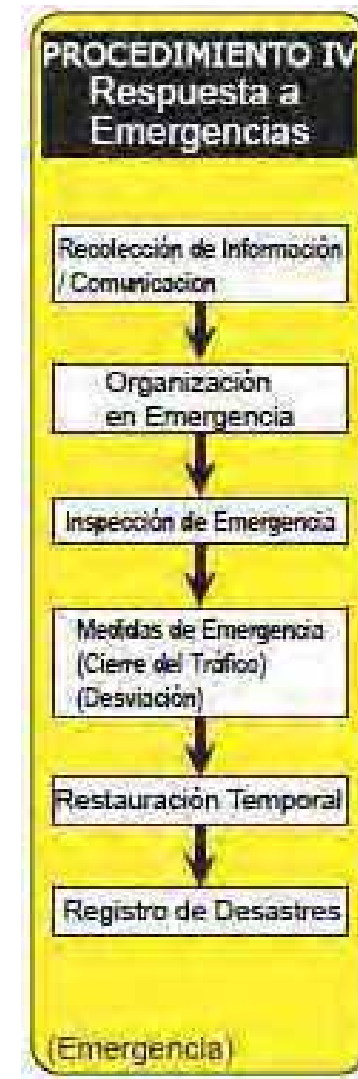 PROCEDIMIENTO IV
Respuesta a
Emergencias
Recolección de Información
/ Comunicacion
Organización
en Emergencia
Inspección de Emergencia
Medidas de Emergencia
(Cierre del Tráfico)
(Desviación)
Restauración Temporal
Registro de Desastres
(Emergencia)